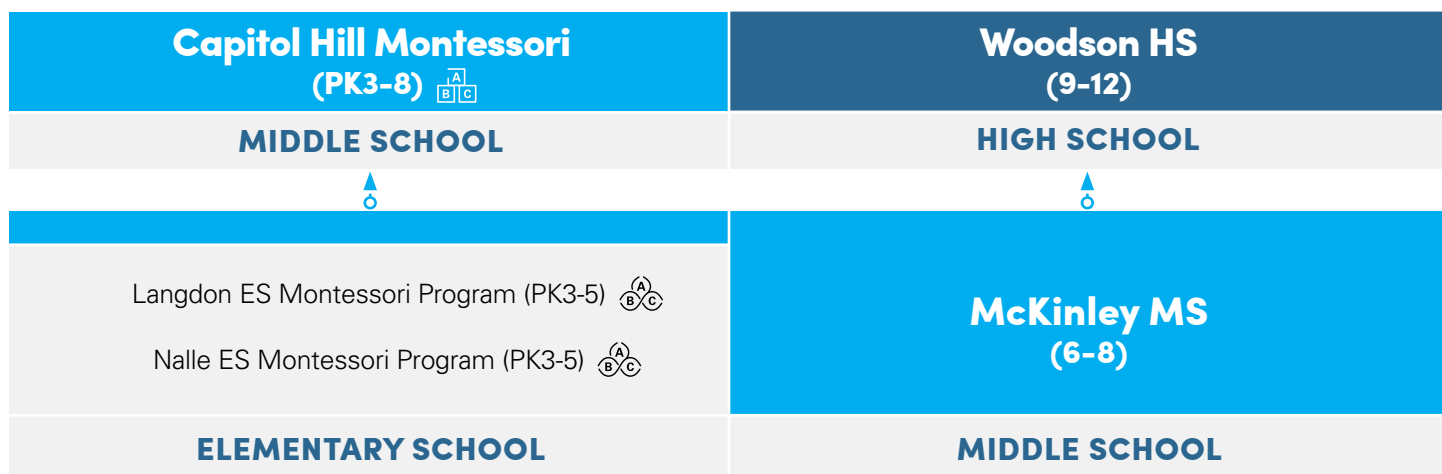 Capitol Hill Montessori
(PK3-8) A B C
MIDDLE SCHOOL
Woodson HS
(9-12)
HIGH SCHOOL
Langdon ES Montessori Program (PK3-5) A B C
Nalle ES Montessori Program (PK3-5) A B C
ELEMENTARY SCHOOL
McKinley MS
(6-8)
MIDDLE SCHOOL